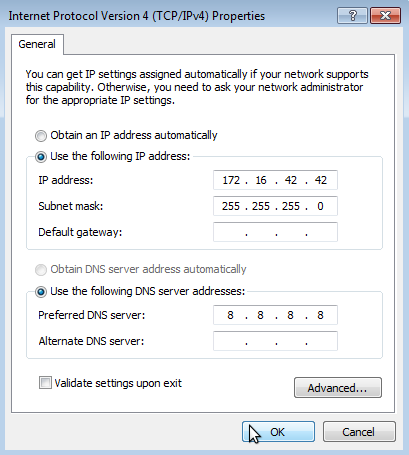 Internet Protocol Version 4 (TCP/IPv4) Properties
General
You can get IP settings assigned automatically if your network supports
this capability. Otherwise, you need to ask your network administrator
for the appropriate IP settings.
Obtain an IP address automatically
Use the following IP address:
IP address: 172 . 16 . 42 . 42
Subnet mask: 255 . 255 . 255 . 0
Default gateway: . . .
Obtain DNS server address automatically
Use the following DNS server addresses:
Preferred DNS server: 8 . 8 . 8 . 8
Alternate DNS server: . . .
Validate settings upon exit
Advanced...
OK Cancel